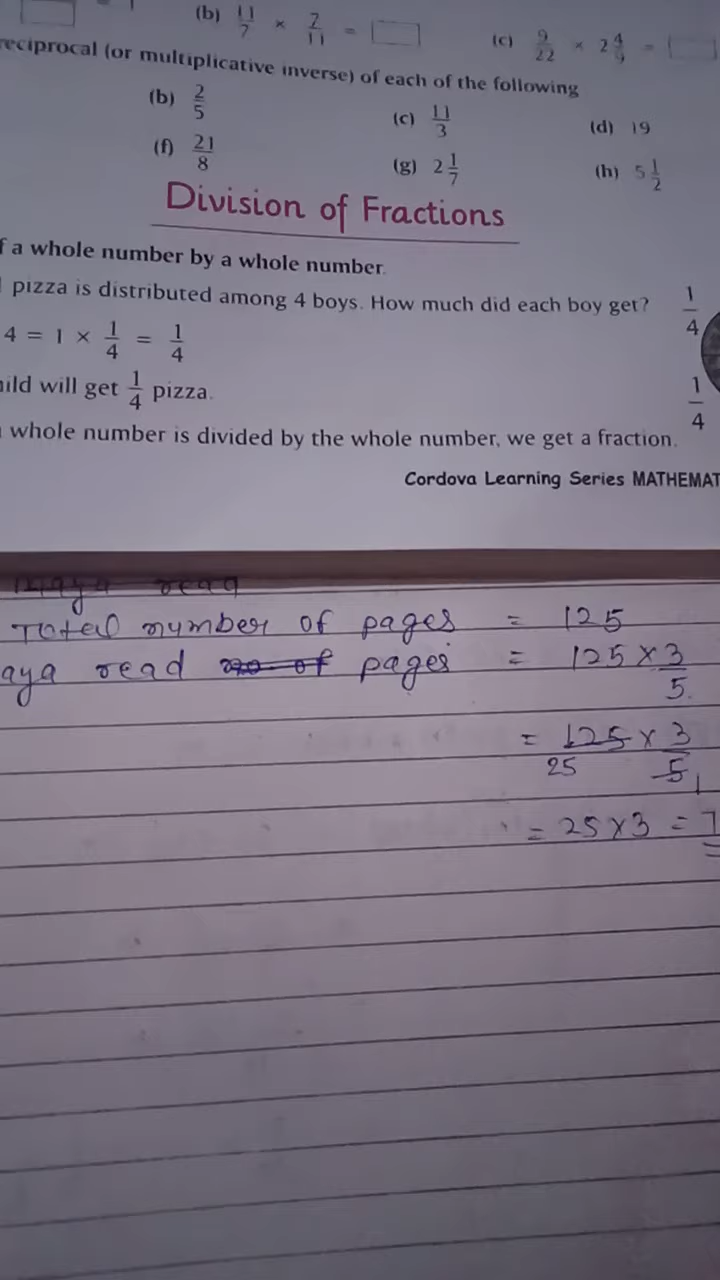 (b) 11/7 × 7/11 = (c) 9/22 × 2 4/9 =
reciprocal (or multiplicative inverse) of each of the following
(b) 2/5 (c) 11/3 (d) 19
(f) 21/8 (g) 2 1/7 (h) 5 1/2
Division of Fractions
f a whole number by a whole number.
pizza is distributed among 4 boys. How much did each boy get? 1/4
4 = 1 × 1/4 = 1/4
ild will get 1/4 pizza. 1/4
whole number is divided by the whole number, we get a fraction.
Cordova Learning Series MATHEMAT
read
Total number of pages = 125
aya read no of pages = 125 × 3/5
= 125 × 3/5
25 1
= 25 × 3 = 7